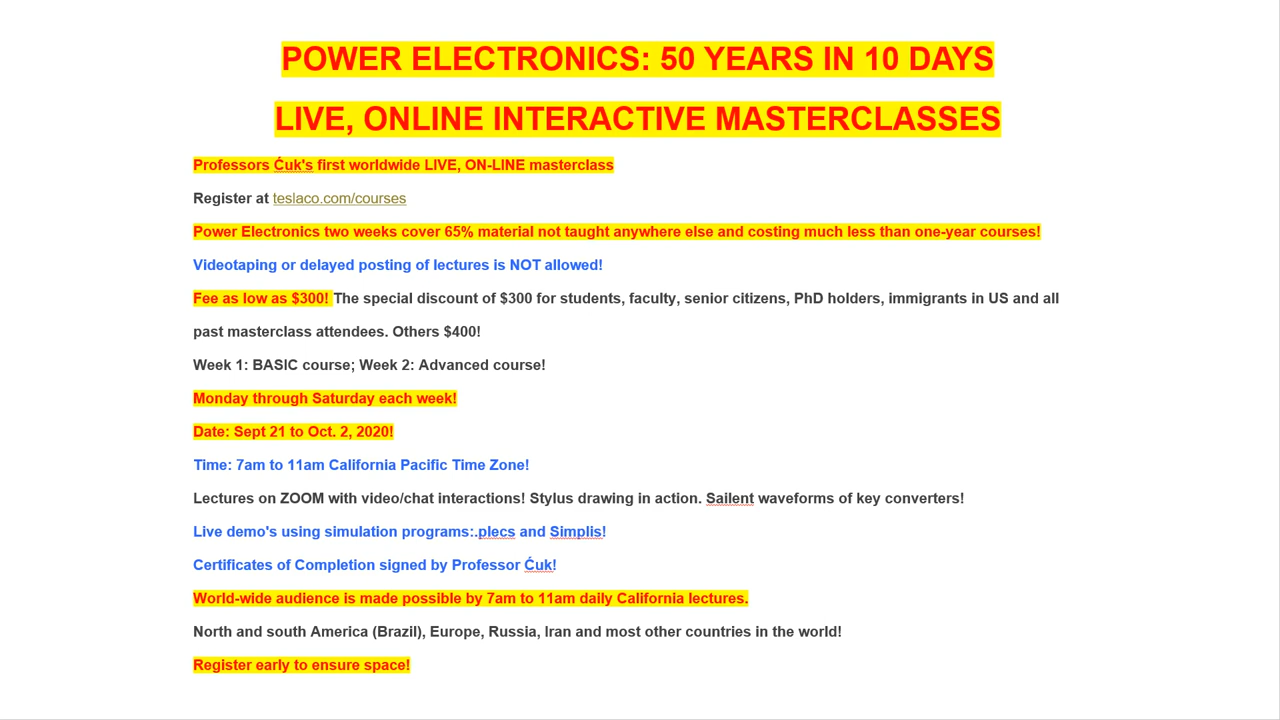 POWER ELECTRONICS: 50 YEARS IN 10 DAYS
LIVE, ONLINE INTERACTIVE MASTERCLASSES
Professors Ćuk's first worldwide LIVE, ON-LINE masterclass
Register at teslaco.com/courses
Power Electronics two weeks cover 65% material not taught anywhere else and costing much less than one-year courses!
Videotaping or delayed posting of lectures is NOT allowed!
Fee as low as $300! The special discount of $300 for students, faculty, senior citizens, PhD holders, immigrants in US and all
past masterclass attendees. Others $400!
Week 1: BASIC course; Week 2: Advanced course!
Monday through Saturday each week!
Date: Sept 21 to Oct. 2, 2020!
Time: 7am to 11am California Pacific Time Zone!
Lectures on ZOOM with video/chat interactions! Stylus drawing in action. Sailent waveforms of key converters!
Live demo's using simulation programs:.plecs and Simplis!
Certificates of Completion signed by Professor Ćuk!
World-wide audience is made possible by 7am to 11am daily California lectures.
North and south America (Brazil), Europe, Russia, Iran and most other countries in the world!
Register early to ensure space!